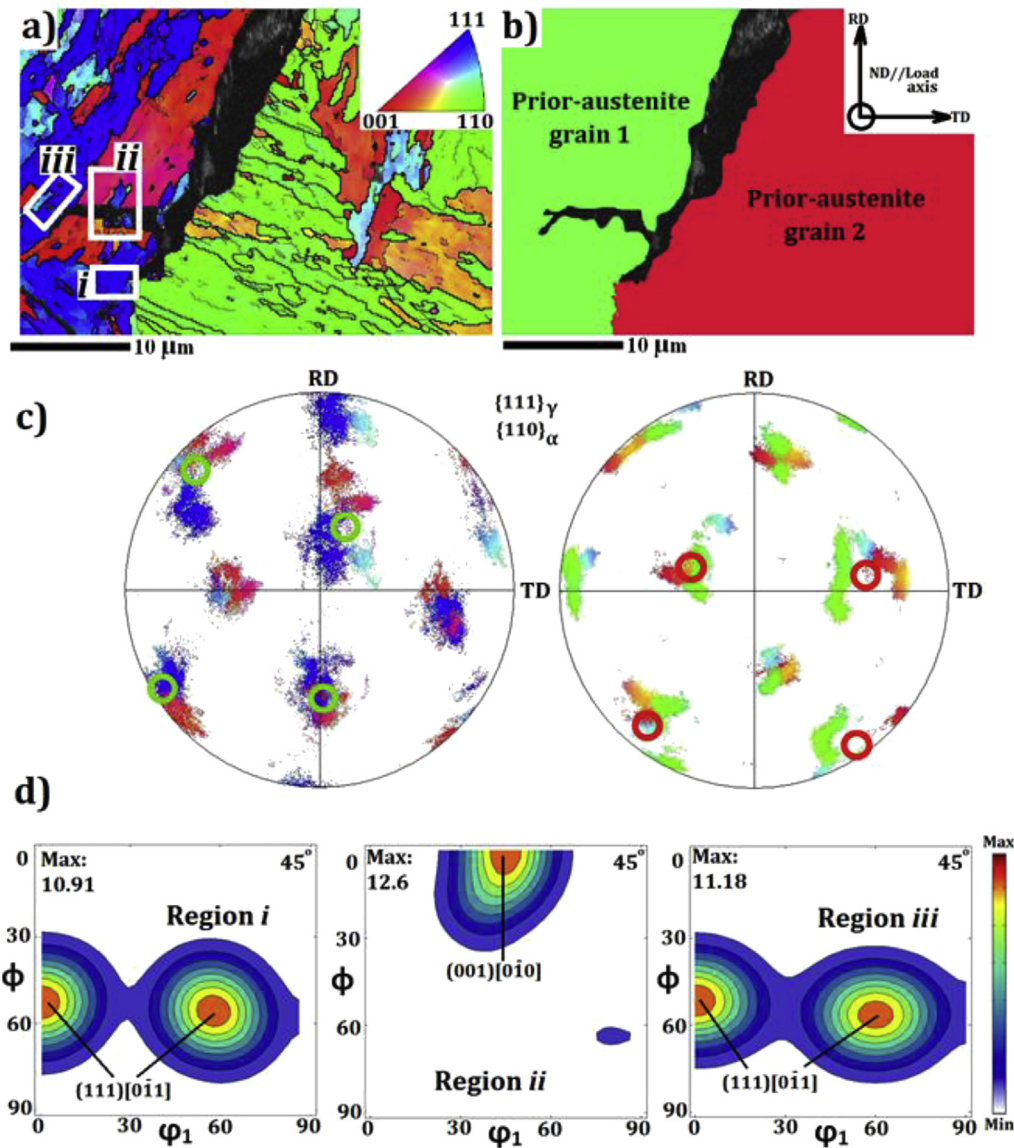 a)
111
001
110
iii
ii
i
10 μm
b)
RD
ND//Load
axis
TD
Prior-austenite
grain 1
Prior-austenite
grain 2
10 μm
c)
RD
TD
{111}γ
{110}α
RD
TD
d)
0
30
60
90
Φ
Max:
10.91
45°
Region i
(111)[01̄1]
0
30
60
90
φ1
0
30
60
90
Φ
Max:
12.6
45°
(001)[01̄0]
Region ii
0
30
60
90
φ1
0
30
60
90
Φ
Max:
11.18
45°
Region iii
(111)[01̄1]
0
30
60
90
φ1
Max
Min